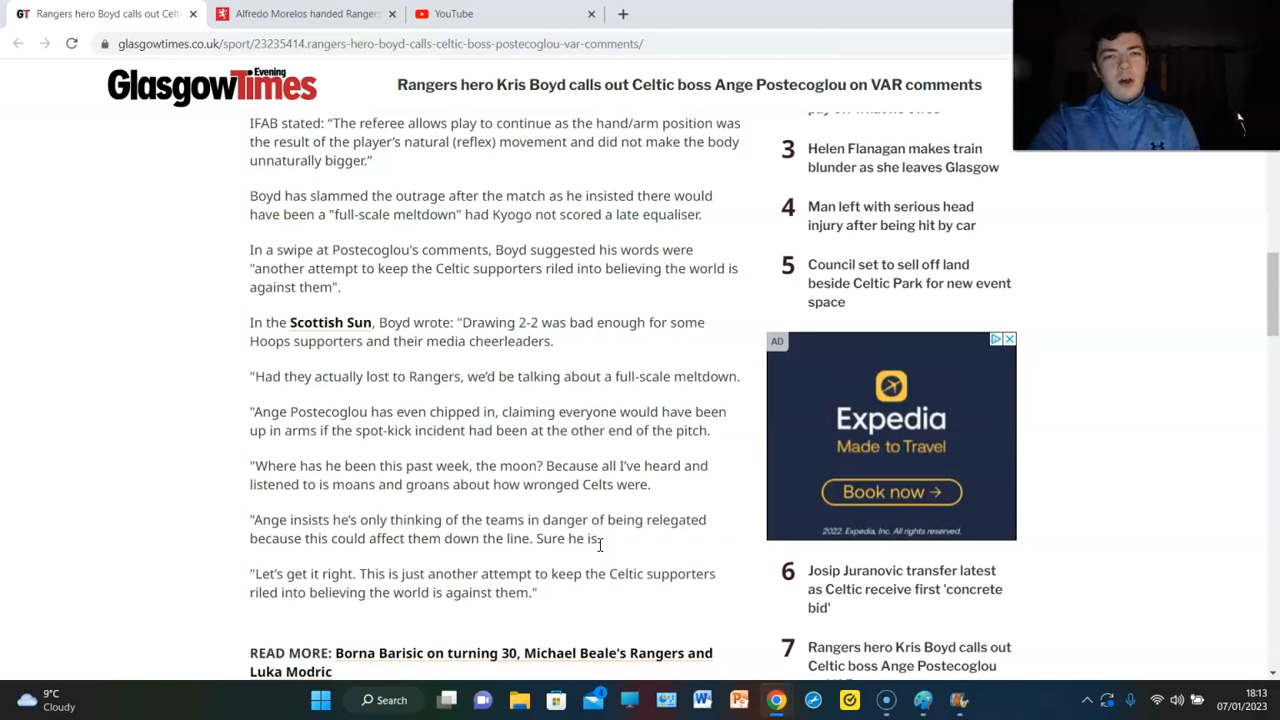 Rangers hero Boyd calls out Celt
Alfredo Morelos handed Rangers
YouTube
glasgowtimes.co.uk/sport/23235414.rangers-hero-boyd-calls-celtic-boss-postecoglou-var-comments/
Evening
GlasgowTimes
Rangers hero Kris Boyd calls out Celtic boss Ange Postecoglou on VAR comments
IFAB stated: “The referee allows play to continue as the hand/arm position was
the result of the player’s natural (reflex) movement and did not make the body
unnaturally bigger.”
Boyd has slammed the outrage after the match as he insisted there would
have been a "full-scale meltdown" had Kyogo not scored a late equaliser.
In a swipe at Postecoglou's comments, Boyd suggested his words were
"another attempt to keep the Celtic supporters riled into believing the world is
against them".
In the Scottish Sun, Boyd wrote: "Drawing 2-2 was bad enough for some
Hoops supporters and their media cheerleaders.
"Had they actually lost to Rangers, we’d be talking about a full-scale meltdown.
"Ange Postecoglou has even chipped in, claiming everyone would have been
up in arms if the spot-kick incident had been at the other end of the pitch.
"Where has he been this past week, the moon? Because all I’ve heard and
listened to is moans and groans about how wronged Celts were.
"Ange insists he’s only thinking of the teams in danger of being relegated
because this could affect them down the line. Sure he is.
"Let’s get it right. This is just another attempt to keep the Celtic supporters
riled into believing the world is against them."
READ MORE: Borna Barisic on turning 30, Michael Beale's Rangers and
Luka Modric
3 Helen Flanagan makes train
blunder as she leaves Glasgow
4 Man left with serious head
injury after being hit by car
5 Council set to sell off land
beside Celtic Park for new event
space
AD
Expedia
Made to Travel
Book now →
2022. Expedia, Inc. All rights reserved.
6 Josip Juranovic transfer latest
as Celtic receive first 'concrete
bid'
7 Rangers hero Kris Boyd calls out
Celtic boss Ange Postecoglou
9°C
Cloudy
Search
4
18:13
07/01/2023